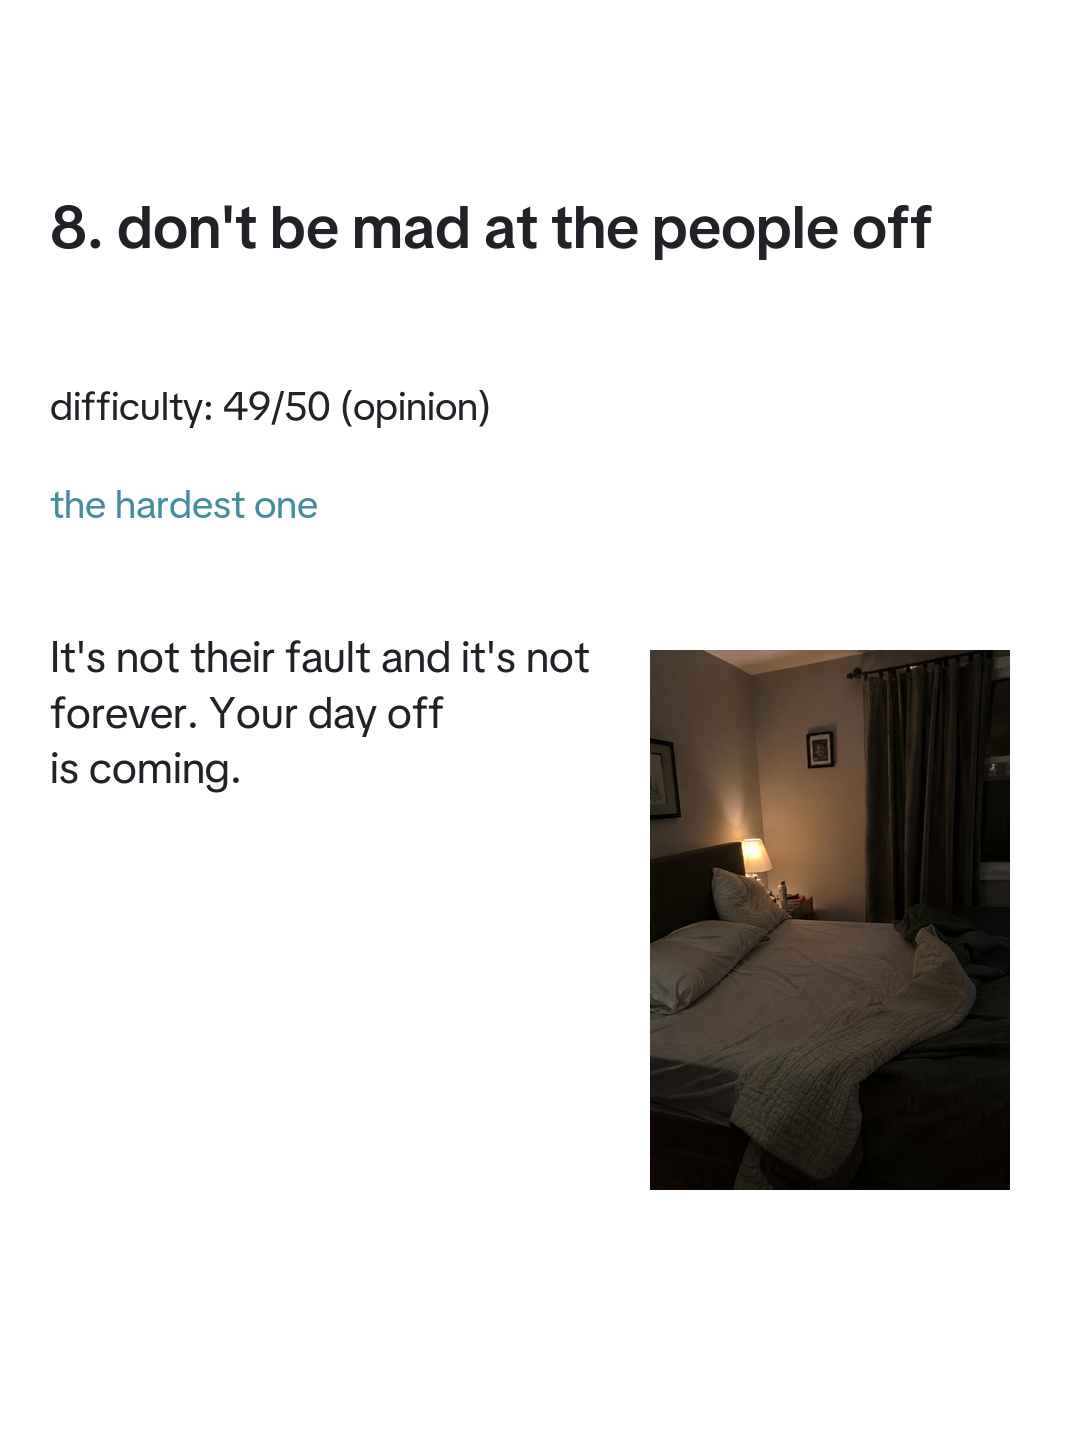 8. don't be mad at the people off
difficulty: 49/50 (opinion)
the hardest one
It's not their fault and it's not
forever. Your day off
is coming.